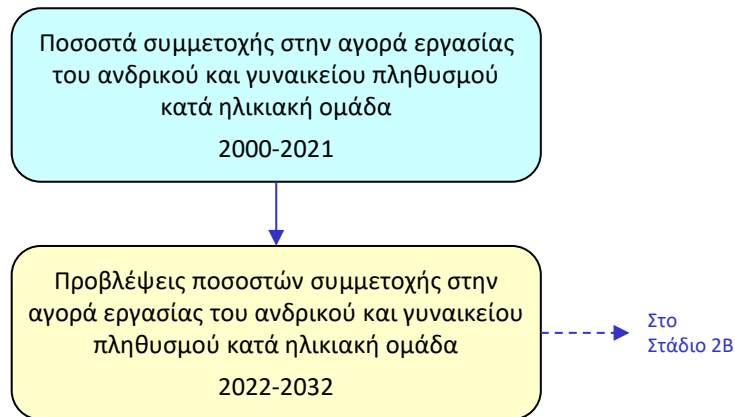 Ποσοστά συμμετοχής στην αγορά εργασίας
του ανδρικού και γυναικείου πληθυσμού
κατά ηλικιακή ομάδα
2000-2021
Προβλέψεις ποσοστών συμμετοχής στην
αγορά εργασίας του ανδρικού και γυναικείου
πληθυσμού κατά ηλικιακή ομάδα
2022-2032
Στο
Στάδιο 2Β